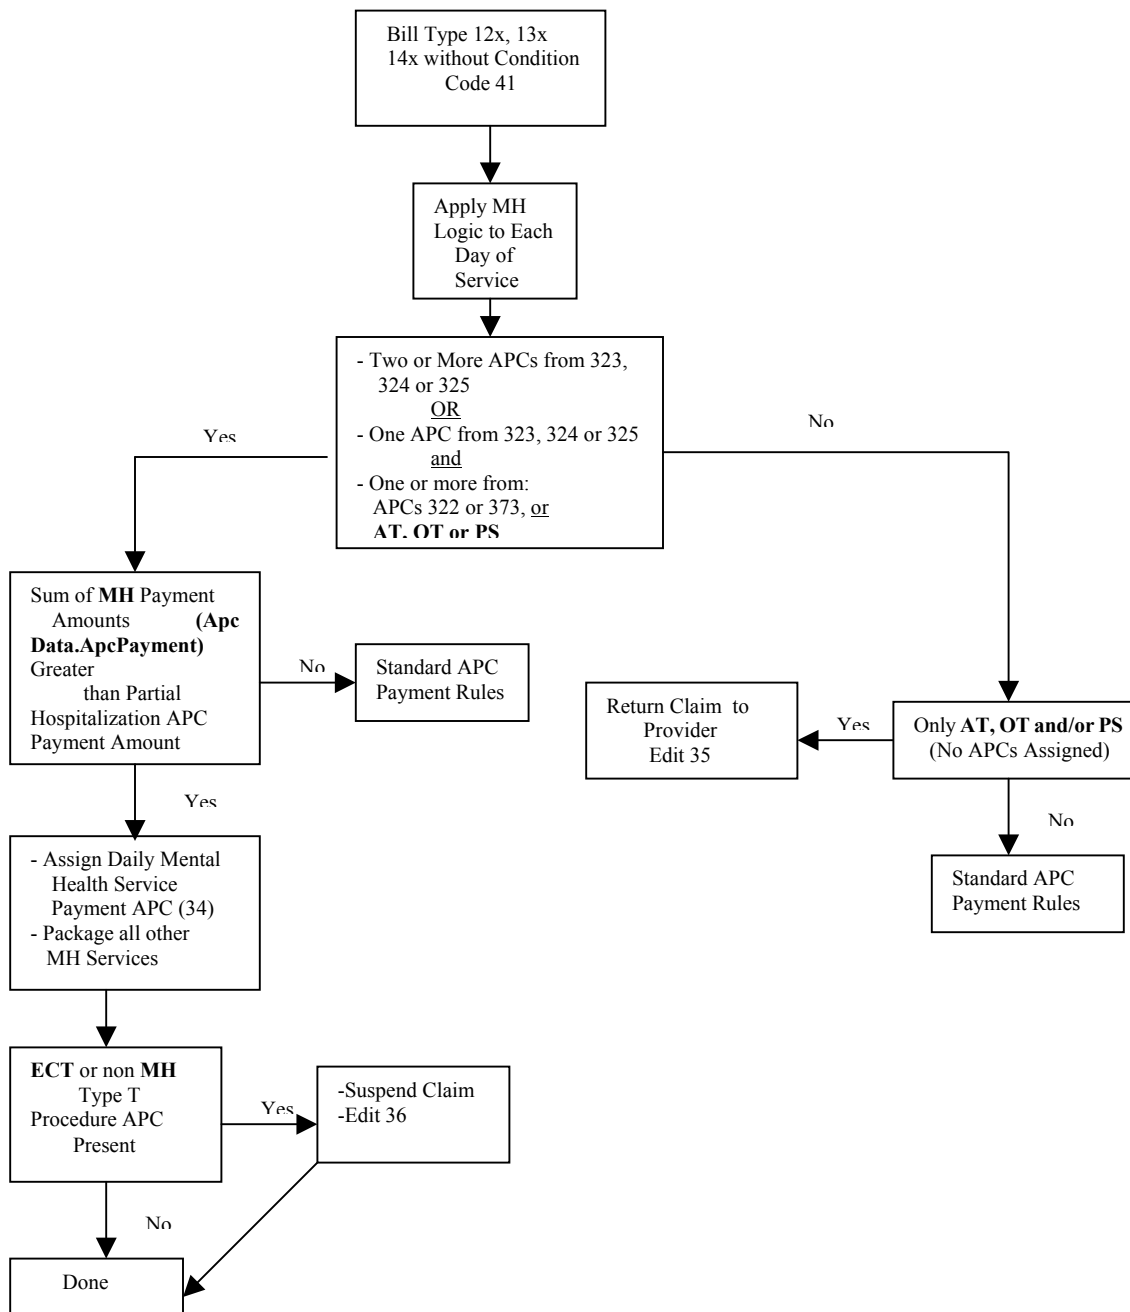 Bill Type 12x, 13x
14x without Condition
Code 41
Apply MH
Logic to Each
Day of
Service
- Two or More APCs from 323,
324 or 325
OR
- One APC from 323, 324 or 325
and
- One or more from:
APCs 322 or 373, or
AT, OT or PS
Yes
No
Sum of MH Payment
Amounts (Apc
Data.ApcPayment)
Greater
than Partial
Hospitalization APC
Payment Amount
No
Standard APC
Payment Rules
Return Claim to
Provider
Edit 35
Yes
Only AT, OT and/or PS
(No APCs Assigned)
Yes
No
- Assign Daily Mental
Health Service
Payment APC (34)
- Package all other
MH Services
Standard APC
Payment Rules
ECT or non MH
Type T
Procedure APC
Present
Yes
-Suspend Claim
-Edit 36
No
Done